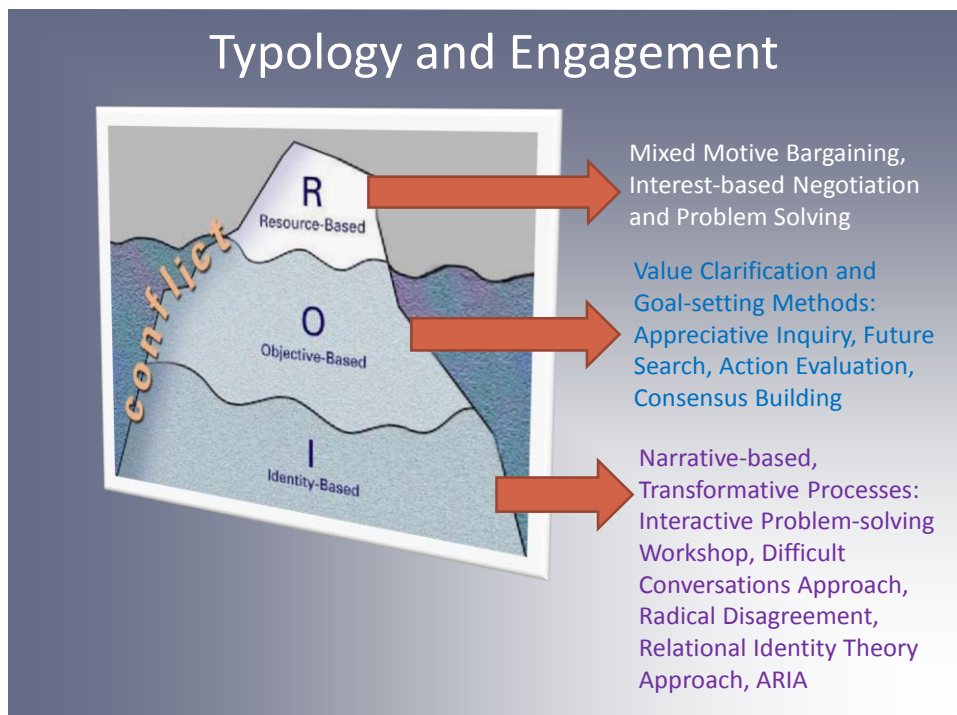 Typology and Engagement
conflict
R
Resource-Based
O
Objective-Based
I
Identity-Based
Mixed Motive Bargaining,
Interest-based Negotiation
and Problem Solving
Value Clarification and
Goal-setting Methods:
Appreciative Inquiry, Future
Search, Action Evaluation,
Consensus Building
Narrative-based,
Transformative Processes:
Interactive Problem-solving
Workshop, Difficult
Conversations Approach,
Radical Disagreement,
Relational Identity Theory
Approach, ARIA